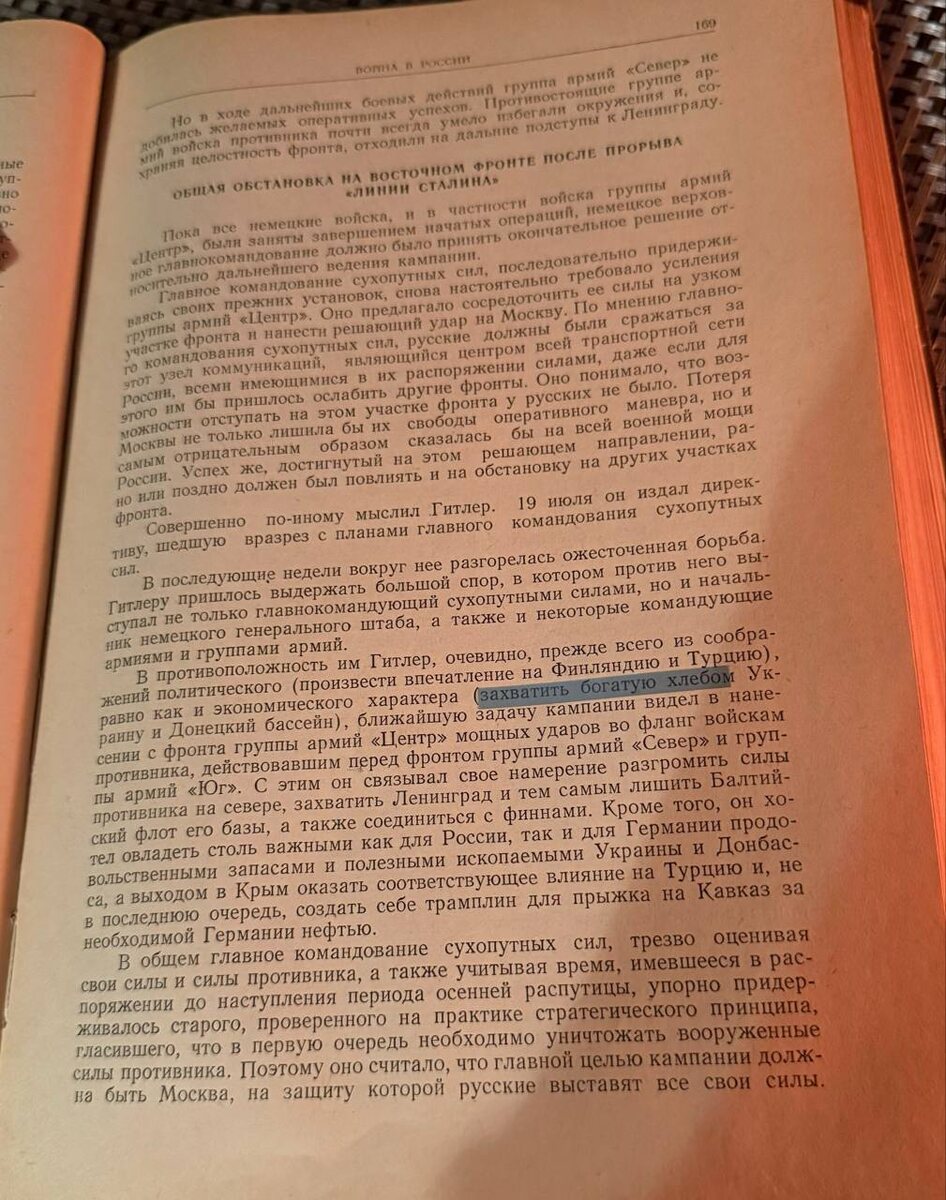 169
ВОЙНА В РОССИИ
Но в ходе дальнейших боевых действий группа армий «Север» не
добилась желаемых оперативных успехов. Противостоящие группе ар-
мий войска противника почти всегда умело избегали окружения и, со-
храняя целостность фронта, отходили на дальние подступы к Ленинграду.
ОБЩАЯ ОБСТАНОВКА НА ВОСТОЧНОМ ФРОНТЕ ПОСЛЕ ПРОРЫВА
«ЛИНИИ СТАЛИНА»
Пока все немецкие войска, и в частности войска группы армий
«Центр», были заняты завершением начатых операций, немецкое верхов-
ное главнокомандование должно было принять окончательное решение от-
носительно дальнейшего ведения кампании.
Главное командование сухопутных сил, последовательно придержи-
ваясь своих прежних установок, снова настоятельно требовало усиления
группы армий «Центр». Оно предлагало сосредоточить ее силы на узком
участке фронта и нанести решающий удар на Москву. По мнению главно-
го командования сухопутных сил, русские должны были сражаться за
этот узел коммуникаций, являющийся центром всей транспортной сети
России, всеми имеющимися в их распоряжении силами, даже если для
этого им бы пришлось ослабить другие фронты. Оно понимало, что воз-
можности отступать на этом участке фронта у русских не было. Потеря
Москвы не только лишила бы их свободы оперативного маневра, но и
самым отрицательным образом сказалась бы на всей военной мощи
России. Успех же, достигнутый на этом решающем направлении, ра-
но или поздно должен был повлиять и на обстановку на других участках
фронта.
Совершенно по-иному мыслил Гитлер. 19 июля он издал дирек-
тиву, шедшую вразрез с планами главного командования сухопутных
сил.
В последующие недели вокруг нее разгорелась ожесточенная борьба.
Гитлеру пришлось выдержать большой спор, в котором против него вы-
ступал не только главнокомандующий сухопутными силами, но и началь-
ник немецкого генерального штаба, а также и некоторые командующие
армиями и группами армий.
В противоположность им Гитлер, очевидно, прежде всего из сообра-
жений политического (произвести впечатление на Финляндию и Турцию),
равно как и экономического характера (захватить богатую хлебом Ук-
раину и Донецкий бассейн), ближайшую задачу кампании видел в нане-
сении с фронта группы армий «Центр» мощных ударов во фланг войскам
противника, действовавшим перед фронтом группы армий «Север» и груп-
пы армий «Юг». С этим он связывал свое намерение разгромить силы
противника на севере, захватить Ленинград и тем самым лишить Балтий-
ский флот его базы, а также соединиться с финнами. Кроме того, он хо-
тел овладеть столь важными как для России, так и для Германии продо-
вольственными запасами и полезными ископаемыми Украины и Донбас-
са, а выходом в Крым оказать соответствующее влияние на Турцию и, не
в последнюю очередь, создать себе трамплин для прыжка на Кавказ за
необходимой Германии нефтью.
В общем главное командование сухопутных сил, трезво оценивая
свои силы и силы противника, а также учитывая время, имевшееся в рас-
поряжении до наступления периода осенней распутицы, упорно придер-
живалось старого, проверенного на практике стратегического принципа,
гласившего, что в первую очередь необходимо уничтожать вооруженные
силы противника. Поэтому оно считало, что главной целью кампании долж-
на быть Москва, на защиту которой русские выставят все свои силы.